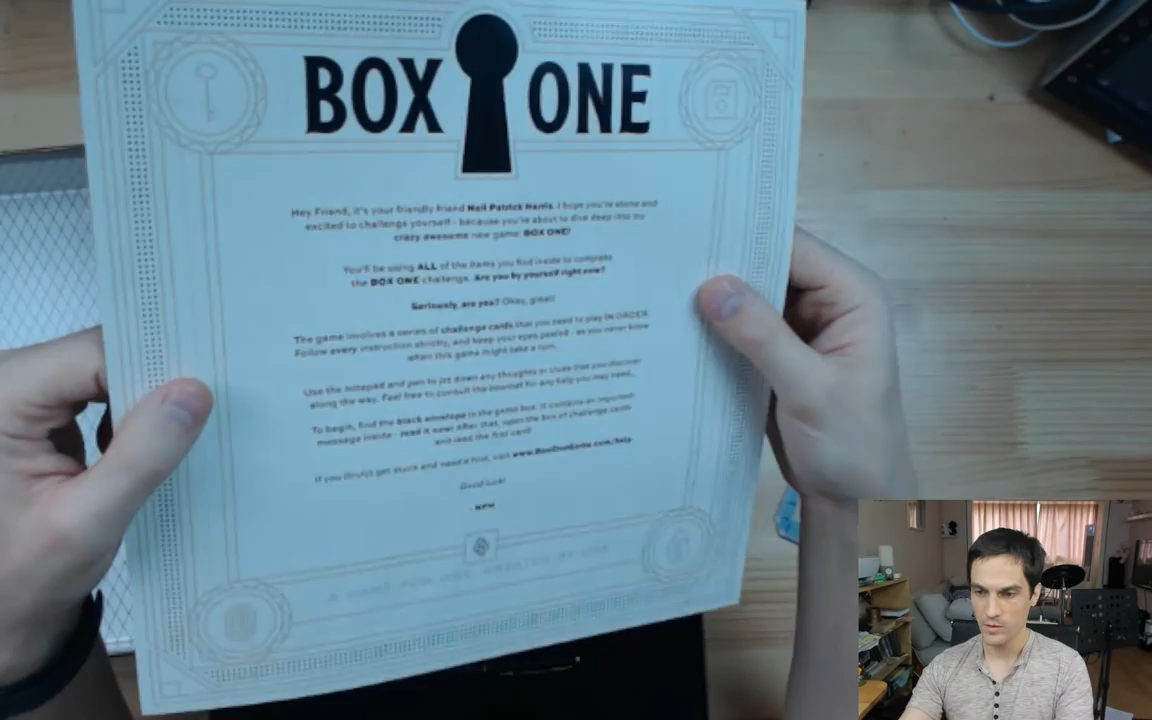 BOX ONE
Hey Friend, it's your friendly friend Neil Patrick Harris. I hope you're alone and
excited to challenge yourself - because you're about to dive deep into my
crazy awesome new game: BOX ONE!
You'll be using ALL of the items you find inside to complete
the BOX ONE challenge. Are you by yourself right now?
Seriously, are you? Okay, great!
The game involves a series of challenge cards that you need to play IN ORDER.
Follow every instruction strictly, and keep your eyes peeled - as you never know
when this game might take a turn.
Use the notepad and pen to jot down any thoughts or clues that you discover
along the way. Feel free to consult the internet for any help you may need...
To begin, find the black envelope in the game box. It contains an important
message inside - read it now! After that, open the box of challenge cards
and read the first card!
If you (first) get stuck and need a hint, visit www.BoxOneGame.com/help
Good luck!
- NPH